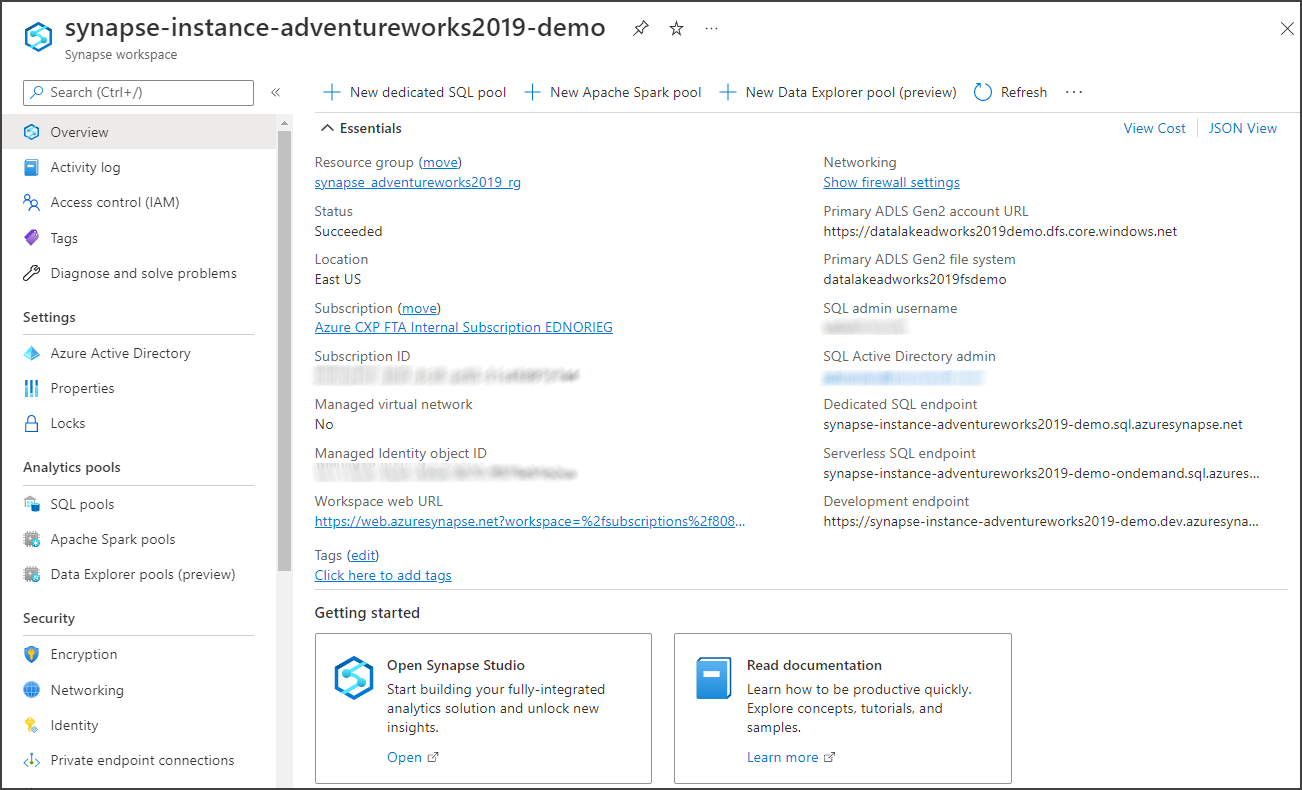 synapse-instance-adventureworks2019-demo
Synapse workspace
Search (Ctrl+/)
Overview
Activity log
Access control (IAM)
Tags
Diagnose and solve problems
Settings
Azure Active Directory
Properties
Locks
Analytics pools
SQL pools
Apache Spark pools
Data Explorer pools (preview)
Security
Encryption
Networking
Identity
Private endpoint connections
New dedicated SQL pool
New Apache Spark pool
New Data Explorer pool (preview)
Refresh
Essentials
View Cost
JSON View
Resource group (move)
synapse_adventureworks2019_rg
Status
Succeeded
Location
East US
Subscription (move)
Azure CXP FTA Internal Subscription EDNORIEG
Subscription ID
Managed virtual network
No
Managed Identity object ID
Workspace web URL
https://web.azuresynapse.net?workspace=%2fsubscriptions%2f808...
Tags (edit)
Click here to add tags
Networking
Show firewall settings
Primary ADLS Gen2 account URL
https://datalakeadworks2019demo.dfs.core.windows.net
Primary ADLS Gen2 file system
datalakeadworks2019fsdemo
SQL admin username
SQL Active Directory admin
Dedicated SQL endpoint
synapse-instance-adventureworks2019-demo.sql.azuresynapse.net
Serverless SQL endpoint
synapse-instance-adventureworks2019-demo-ondemand.sql.azures...
Development endpoint
https://synapse-instance-adventureworks2019-demo.dev.azuresyna...
Getting started
Open Synapse Studio
Start building your fully-integrated
analytics solution and unlock new
insights.
Open
Read documentation
Learn how to be productive quickly.
Explore concepts, tutorials, and
samples.
Learn more